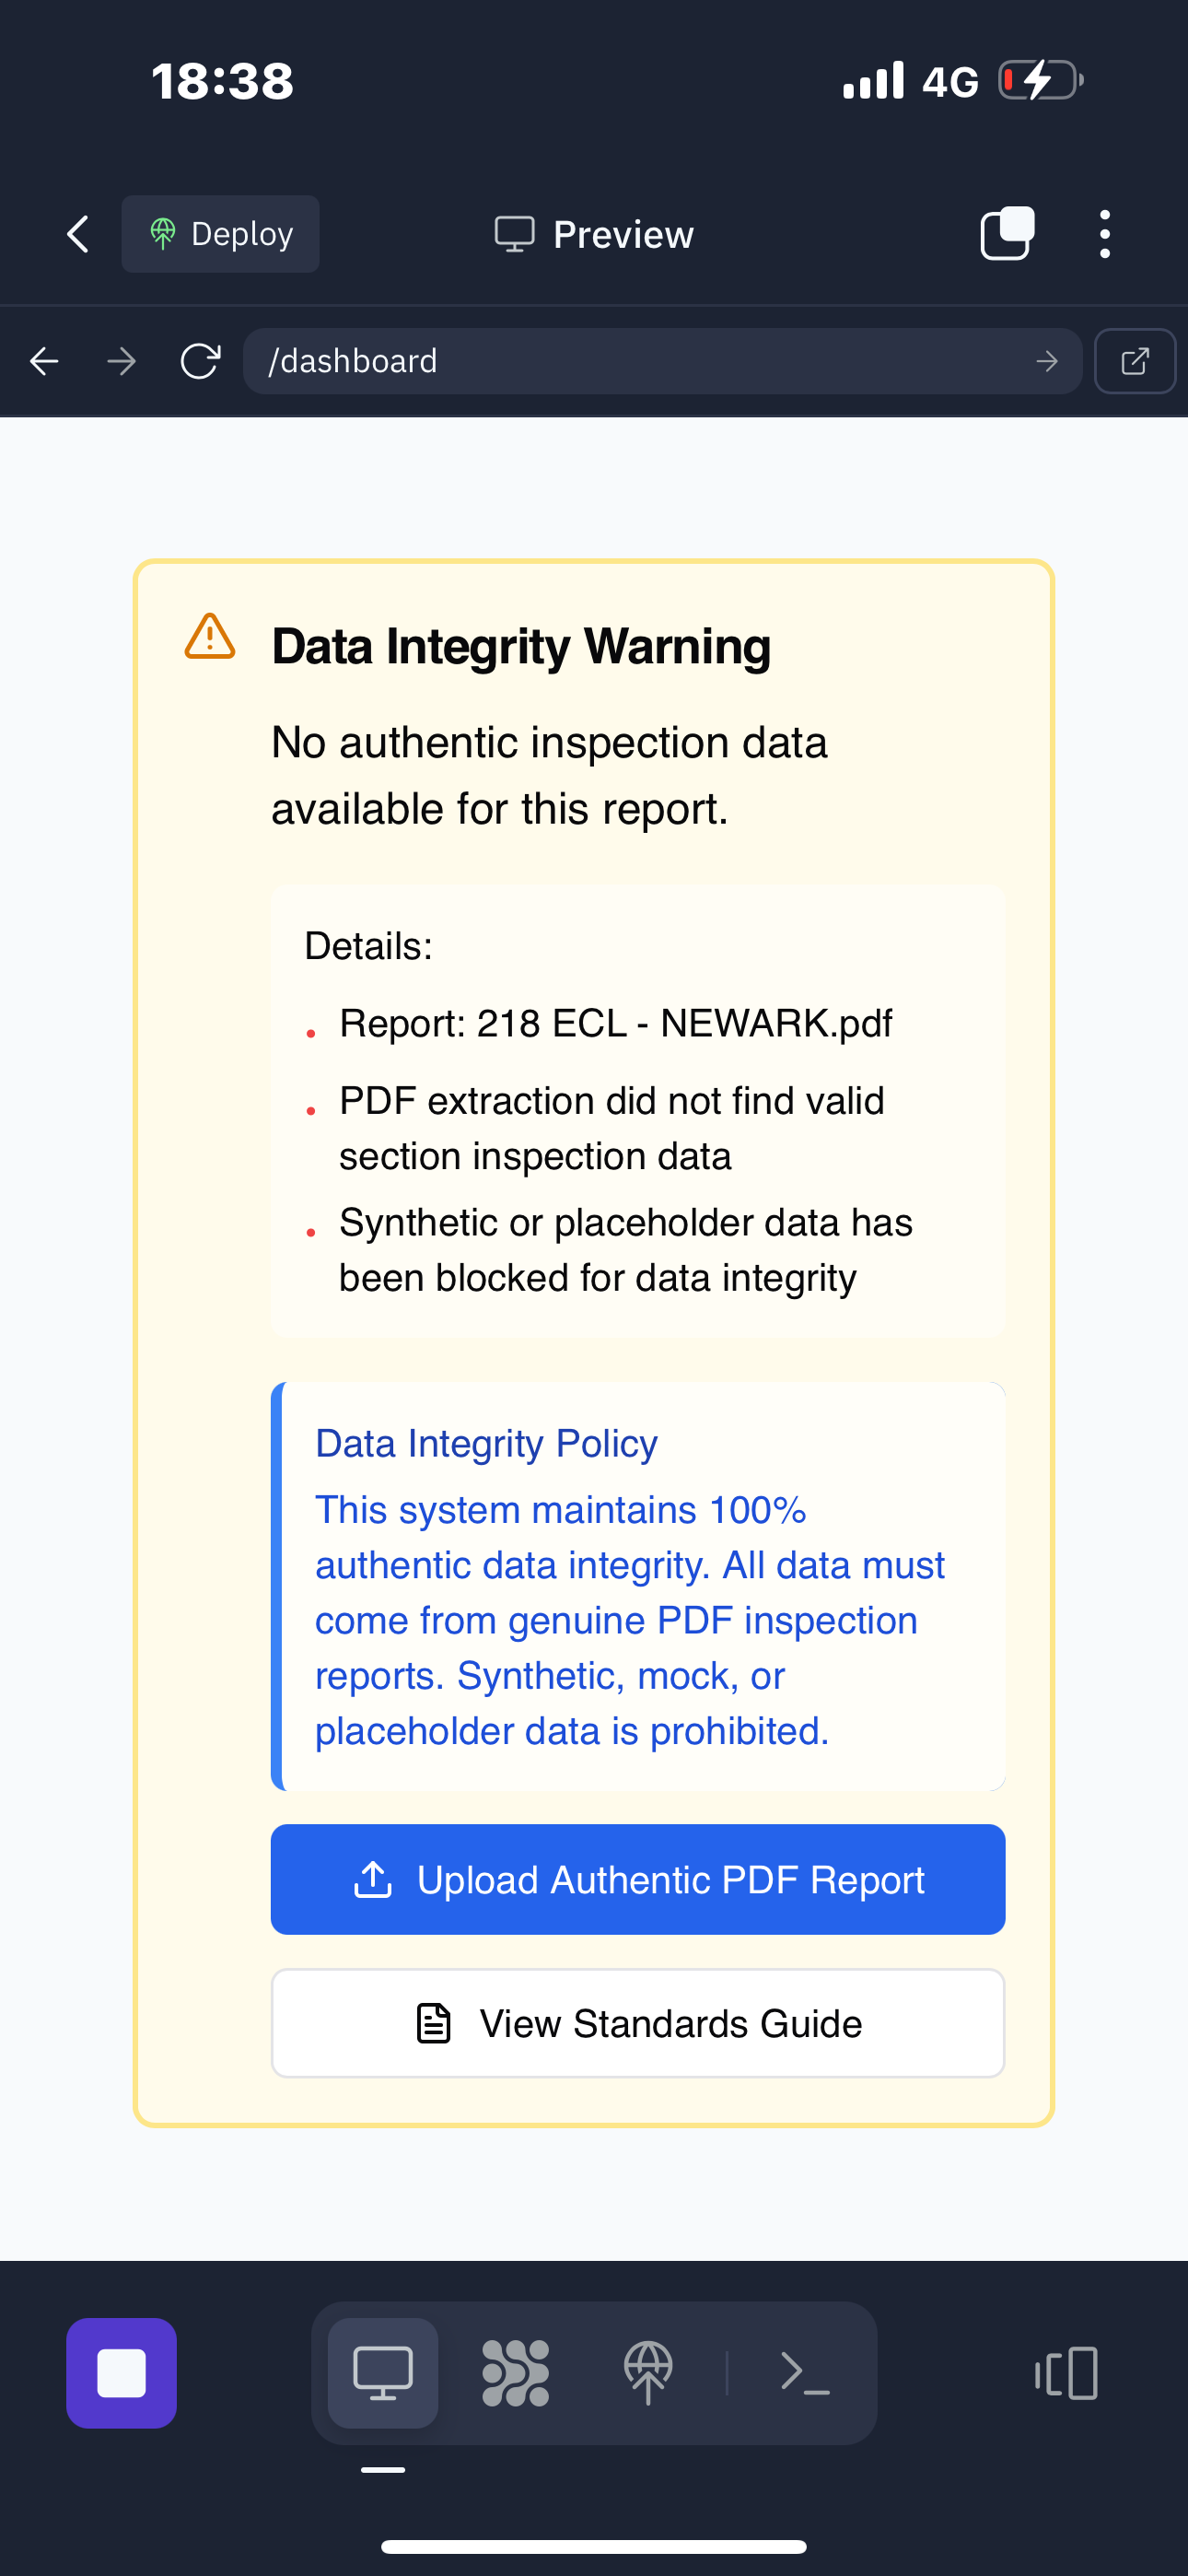 18:38
4G
Deploy
Preview
/dashboard
Data Integrity Warning
No authentic inspection data
available for this report.
Details:
Report: 218 ECL - NEWARK.pdf
PDF extraction did not find valid
section inspection data
Synthetic or placeholder data has
been blocked for data integrity
Data Integrity Policy
This system maintains 100%
authentic data integrity. All data must
come from genuine PDF inspection
reports. Synthetic, mock, or
placeholder data is prohibited.
Upload Authentic PDF Report
View Standards Guide